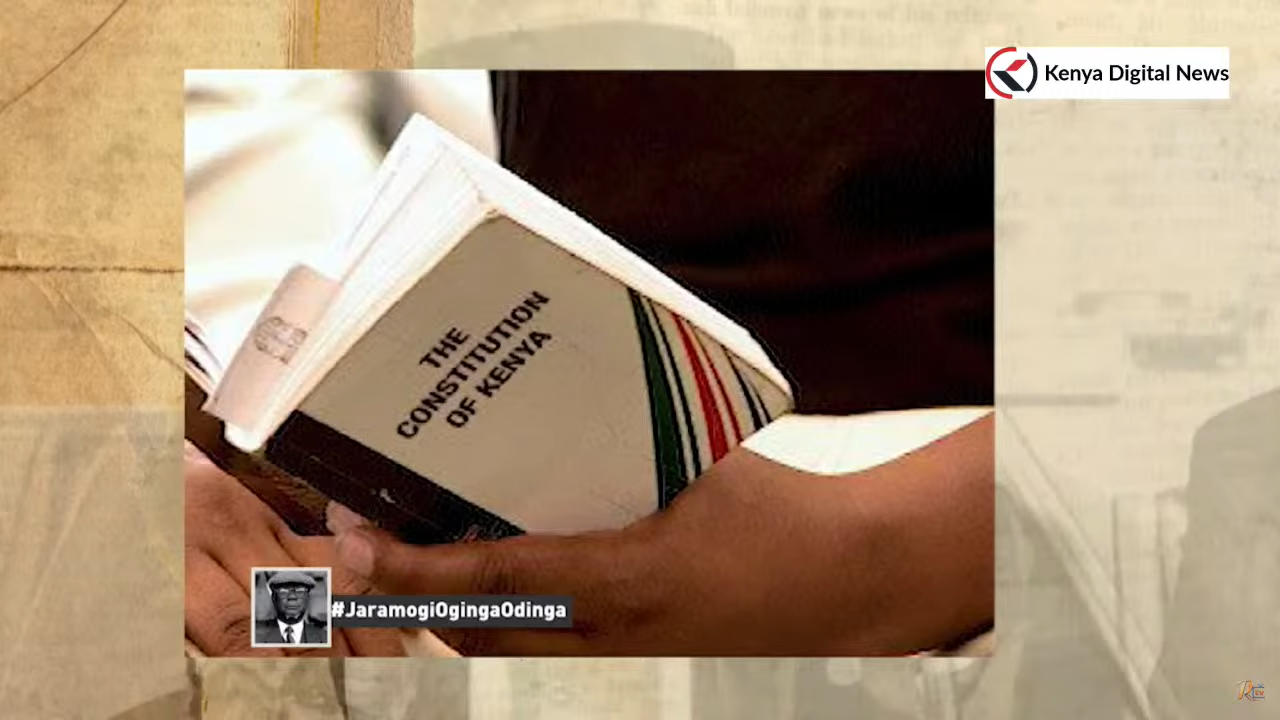 Kenya Digital News
THE
CONSTITUTION
OF KENYA
#JaramogiOgingaOdinga